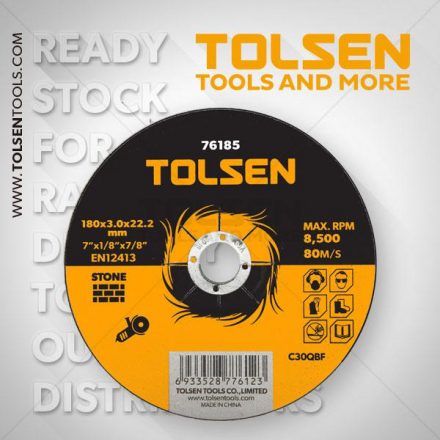 READY
STOCK
FOR
RA
D
TO
OU
DISTR RS
www.TOLSENTOOLS.COM
TOLSEN
TOOLS AND MORE
76185
TOLSEN
180x3.0x22.2
mm
7"x1/8"x7/8"
EN12413
STONE
MAX. RPM
8,500
80M/S
C30QBF
6 933528 776123
TOLSEN TOOLS CO.,LIMITED
www.tolsentools.com
MADE IN CHINA